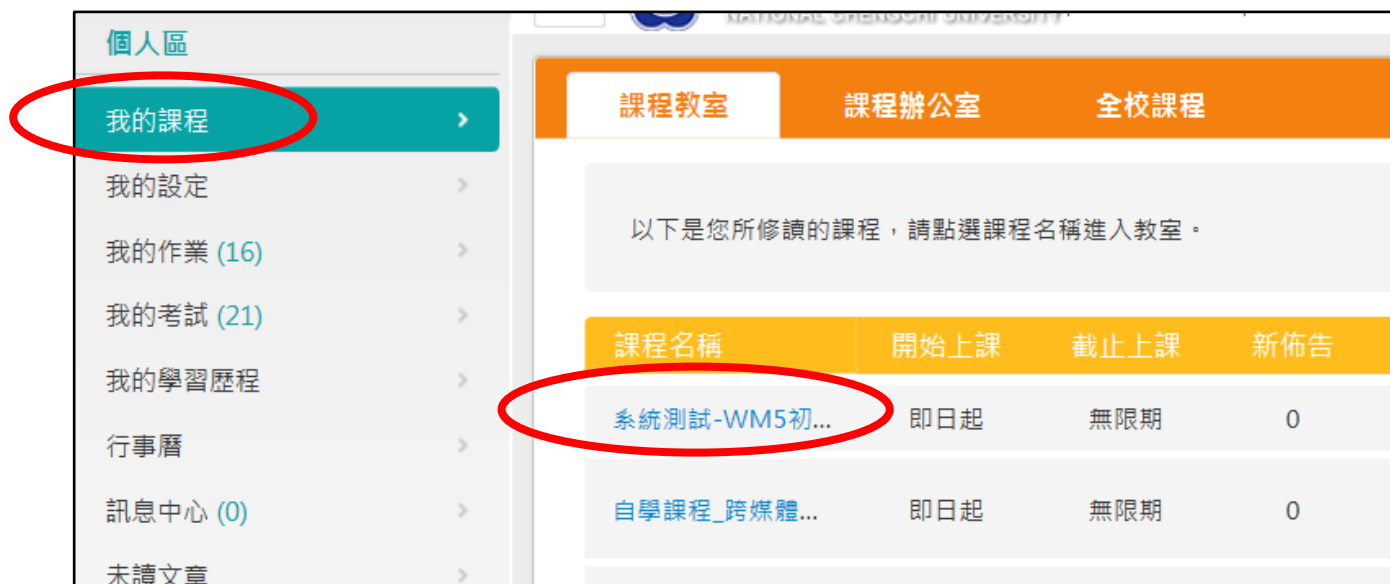 個人區
我的課程
我的設定
我的作業 (16)
我的考試 (21)
我的學習歷程
行事曆
訊息中心 (0)
未讀文章
NATIONAL CHENGCHI UNIVERSITY
課程教室 課程辦公室 全校課程
以下是您所修讀的課程，請點選課程名稱進入教室。
課程名稱 開始上課 截止上課 新佈告
系統測試-WM5初... 即日起 無限期 0
自學課程_跨媒體... 即日起 無限期 0